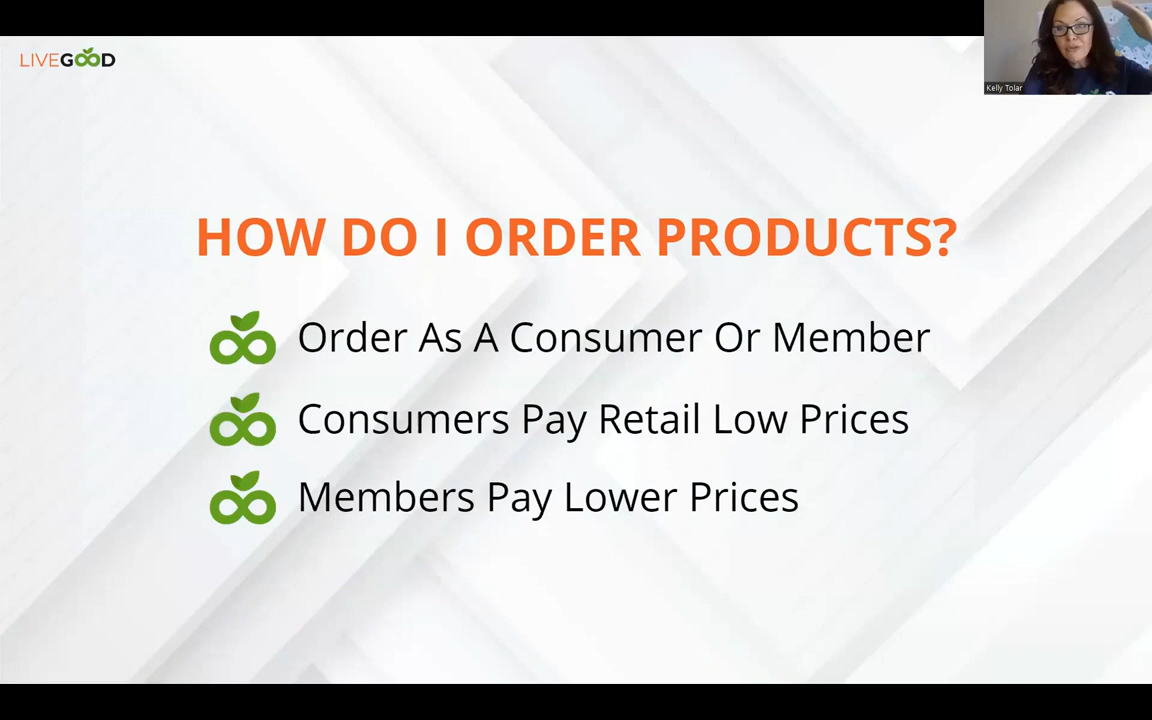 LIVEGOOD
Kelly Tolar
HOW DO I ORDER PRODUCTS?
Order As A Consumer Or Member
Consumers Pay Retail Low Prices
Members Pay Lower Prices